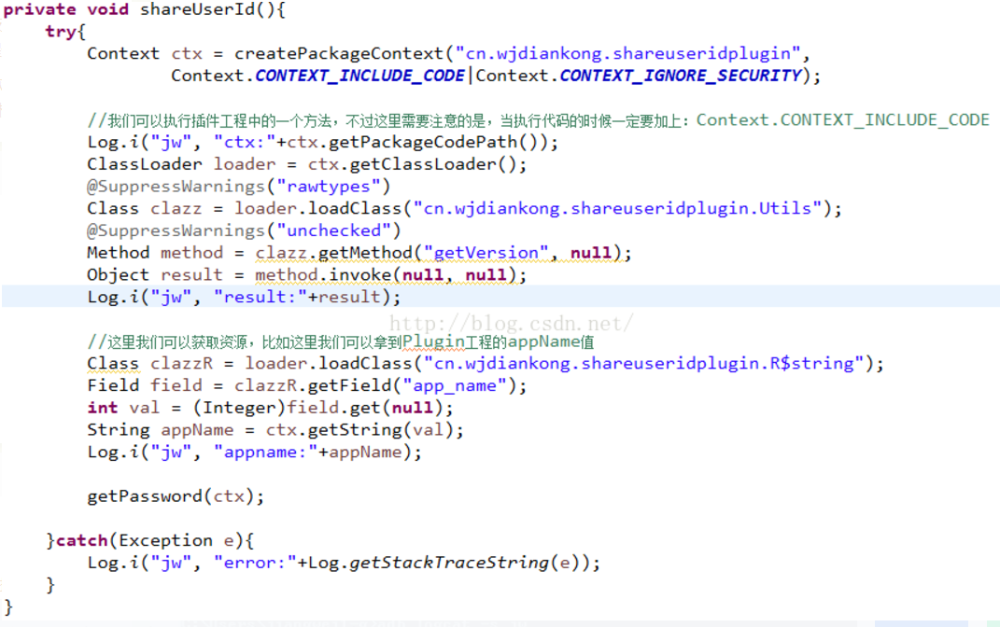 private void shareUserId(){
try{
Context ctx = createPackageContext("cn.wjdiankong.shareuseridplugin",
Context.CONTEXT_INCLUDE_CODE|Context.CONTEXT_IGNORE_SECURITY);
//我们可以执行插件工程中的一个方法，不过这里需要注意的是，当执行代码的时候一定要加上：Context.CONTEXT_INCLUDE_CODE
Log.i("jw", "ctx:"+ctx.getPackageCodePath());
ClassLoader loader = ctx.getClassLoader();
@SuppressWarnings("rawtypes")
Class clazz = loader.loadClass("cn.wjdiankong.shareuseridplugin.Utils");
@SuppressWarnings("unchecked")
Method method = clazz.getMethod("getVersion", null);
Object result = method.invoke(null, null);
Log.i("jw", "result:"+result);
http://blog.csdn.net/
//这里我们可以获取资源，比如这里我们可以拿到Plugin工程的appName值
Class clazzR = loader.loadClass("cn.wjdiankong.shareuseridplugin.R$string");
Field field = clazzR.getField("app_name");
int val = (Integer)field.get(null);
String appName = ctx.getString(val);
Log.i("jw", "appname:"+appName);
getPassword(ctx);
}catch(Exception e){
Log.i("jw", "error:"+Log.getStackTraceString(e));
}
}